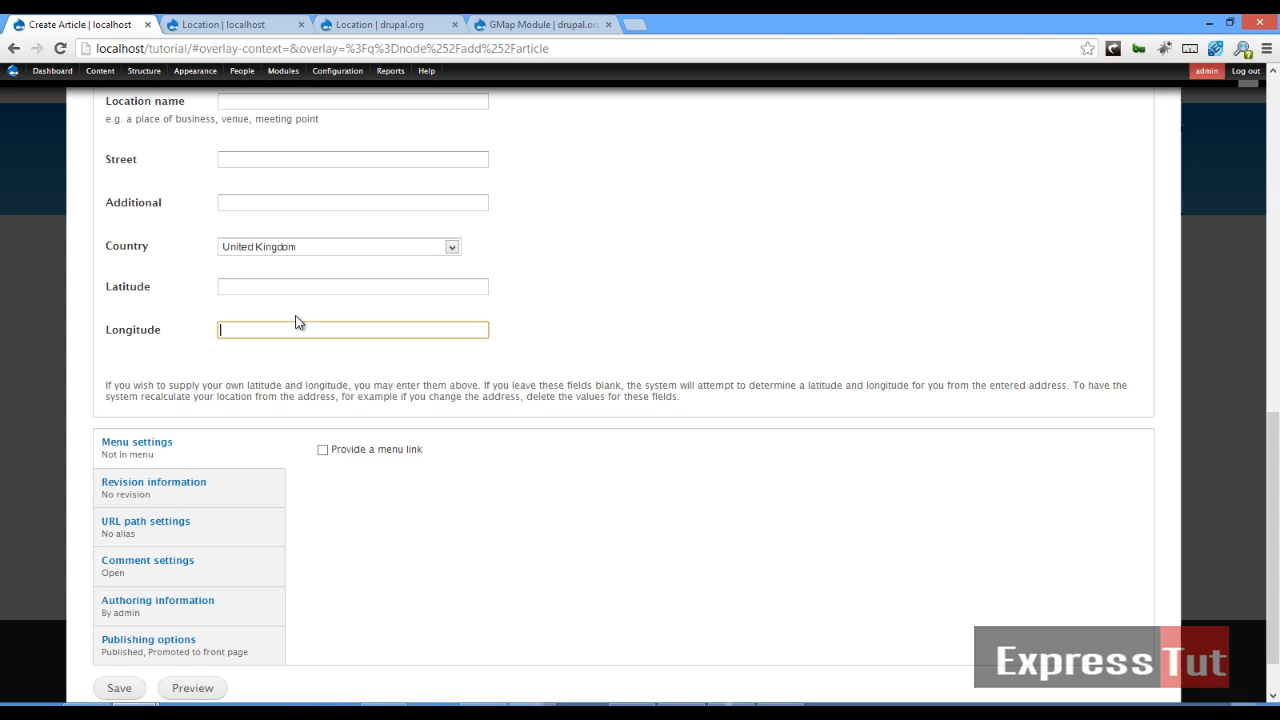 Create Article | localhost
Location | localhost
Location | drupal.org
GMap Module | drupal.or
localhost/tutorial/#overlay-context=&overlay=%3Fq%3Dnode%252Fadd%252Farticle
Dashboard Content Structure Appearance People Modules Configuration Reports Help admin Log out
Location name
e.g. a place of business, venue, meeting point
Street
Additional
Country United Kingdom
Latitude
Longitude
If you wish to supply your own latitude and longitude, you may enter them above. If you leave these fields blank, the system will attempt to determine a latitude and longitude for you from the entered address. To have the
system recalculate your location from the address, for example if you change the address, delete the values for these fields.
Menu settings
Not in menu
Provide a menu link
Revision information
No revision
URL path settings
No alias
Comment settings
Open
Authoring information
By admin
Publishing options
Published, Promoted to front page
Express Tut
Save Preview